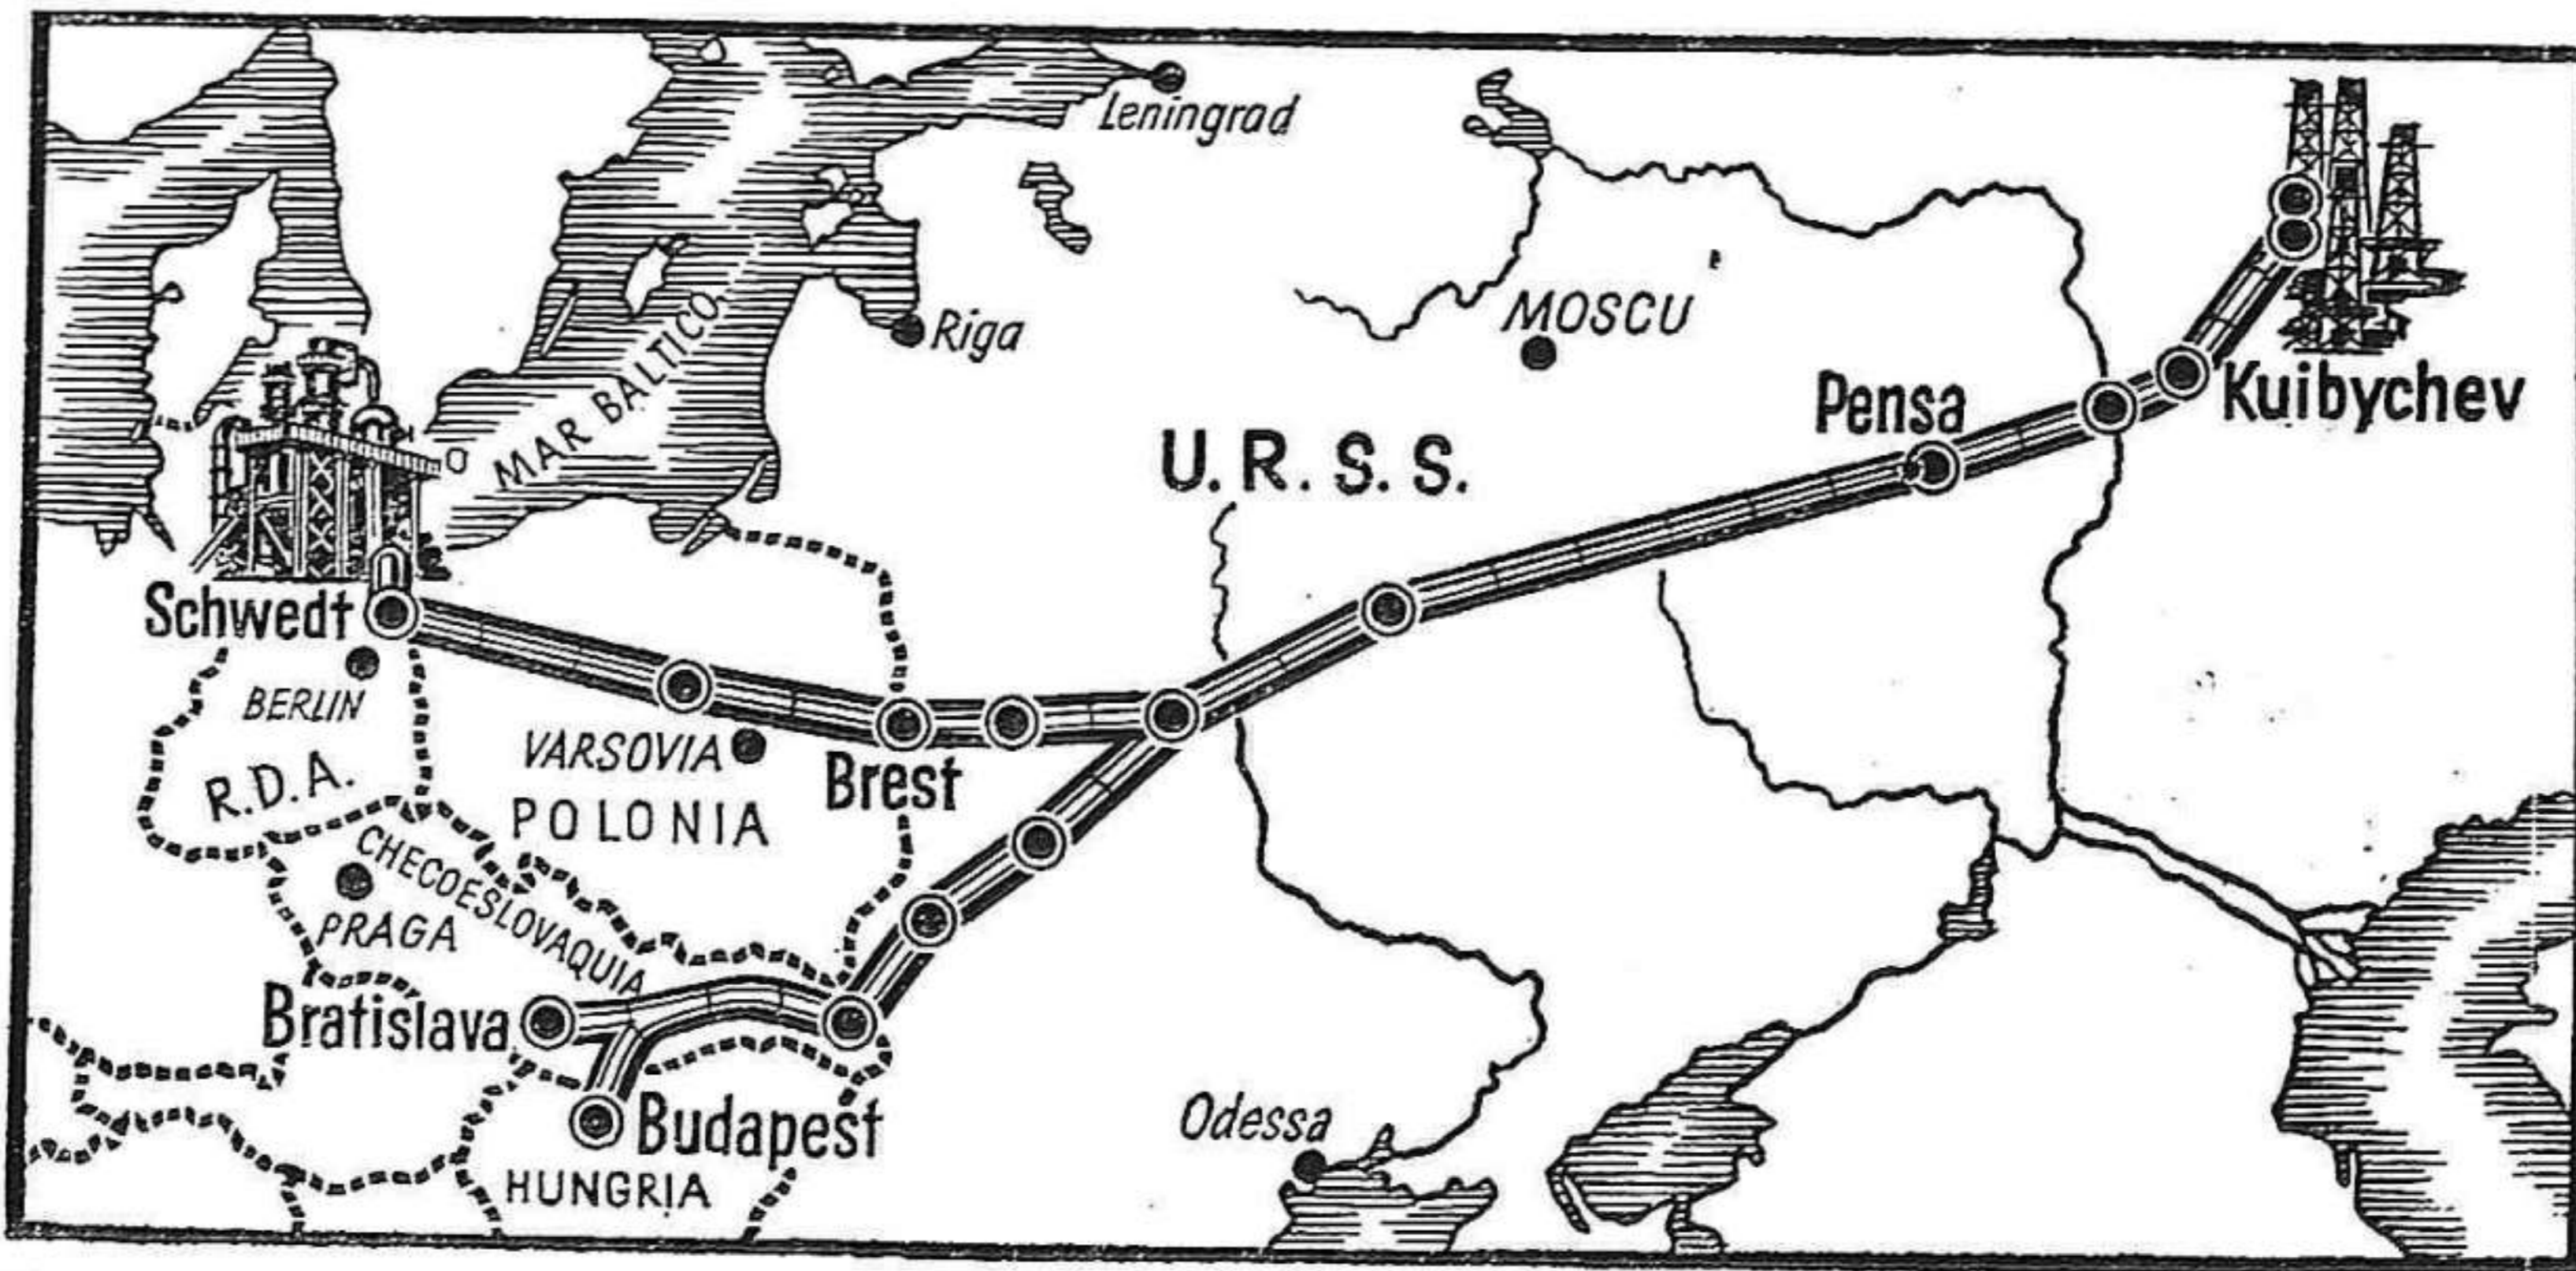 Leningrad
Riga
MOSCU
MAR BALTICO
Pensa
Kuibychev
U.R.S.S.
Schwedt
BERLIN
VARSOVIA
Brest
R.D.A.
POLONIA
CHECOESLOVAQUIA
PRAGA
Bratislava
Budapest
Odessa
HUNGRIA